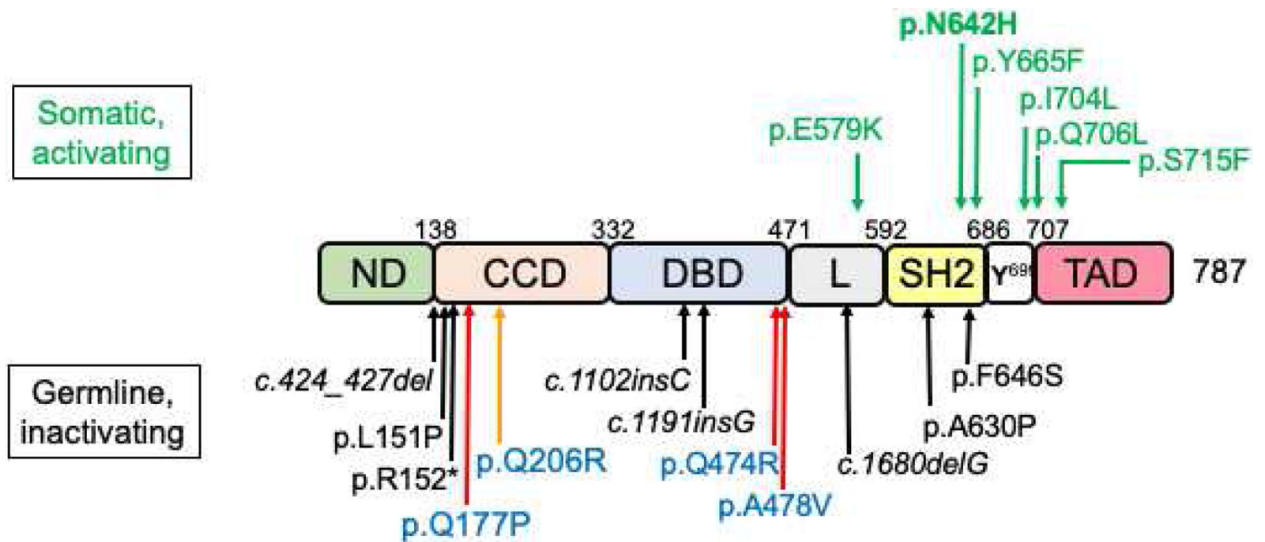 p.N642H
p.Y665F
p.I704L
p.Q706L
p.S715F
p.E579K
Somatic,
activating
138 332 471 592 686 707
ND CCD DBD L SH2 Y⁶⁹⁹ TAD 787
Germline,
inactivating
c.424_427del
p.L151P
p.R152*
p.Q177P
p.Q206R
c.1102insC
c.1191insG
p.Q474R
p.A478V
c.1680delG
p.A630P
p.F646S